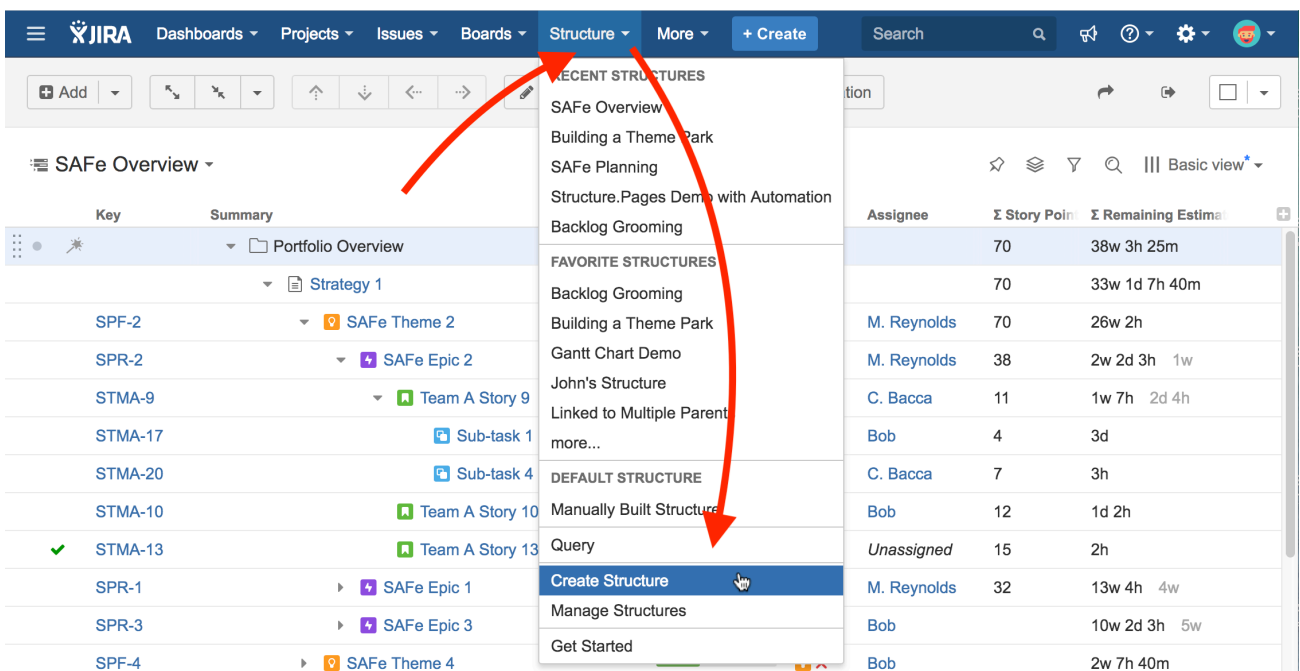 JIRA Dashboards Projects Issues Boards Structure More + Create Search
Add tion
RECENT STRUCTURES
SAFe Overview
Building a Theme Park
SAFe Planning
Structure.Pages Demo with Automation
Backlog Grooming
FAVORITE STRUCTURES
Backlog Grooming
Building a Theme Park
Gantt Chart Demo
John's Structure
Linked to Multiple Parent
more...
DEFAULT STRUCTURE
Manually Built Structure
Query
Create Structure
Manage Structures
Get Started
SAFe Overview Basic view*
Key Summary Assignee Σ Story Poin Σ Remaining Estima
Portfolio Overview 70 38w 3h 25m
Strategy 1 70 33w 1d 7h 40m
SPF-2 SAFe Theme 2 M. Reynolds 70 26w 2h
SPR-2 SAFe Epic 2 M. Reynolds 38 2w 2d 3h 1w
STMA-9 Team A Story 9 C. Bacca 11 1w 7h 2d 4h
STMA-17 Sub-task 1 Bob 4 3d
STMA-20 Sub-task 4 C. Bacca 7 3h
STMA-10 Team A Story 10 Bob 12 1d 2h
STMA-13 Team A Story 13 Unassigned 15 2h
SPR-1 SAFe Epic 1 M. Reynolds 32 13w 4h 4w
SPR-3 SAFe Epic 3 Bob 10w 2d 3h 5w
SPF-4 SAFe Theme 4 Bob 2w 7h 40m